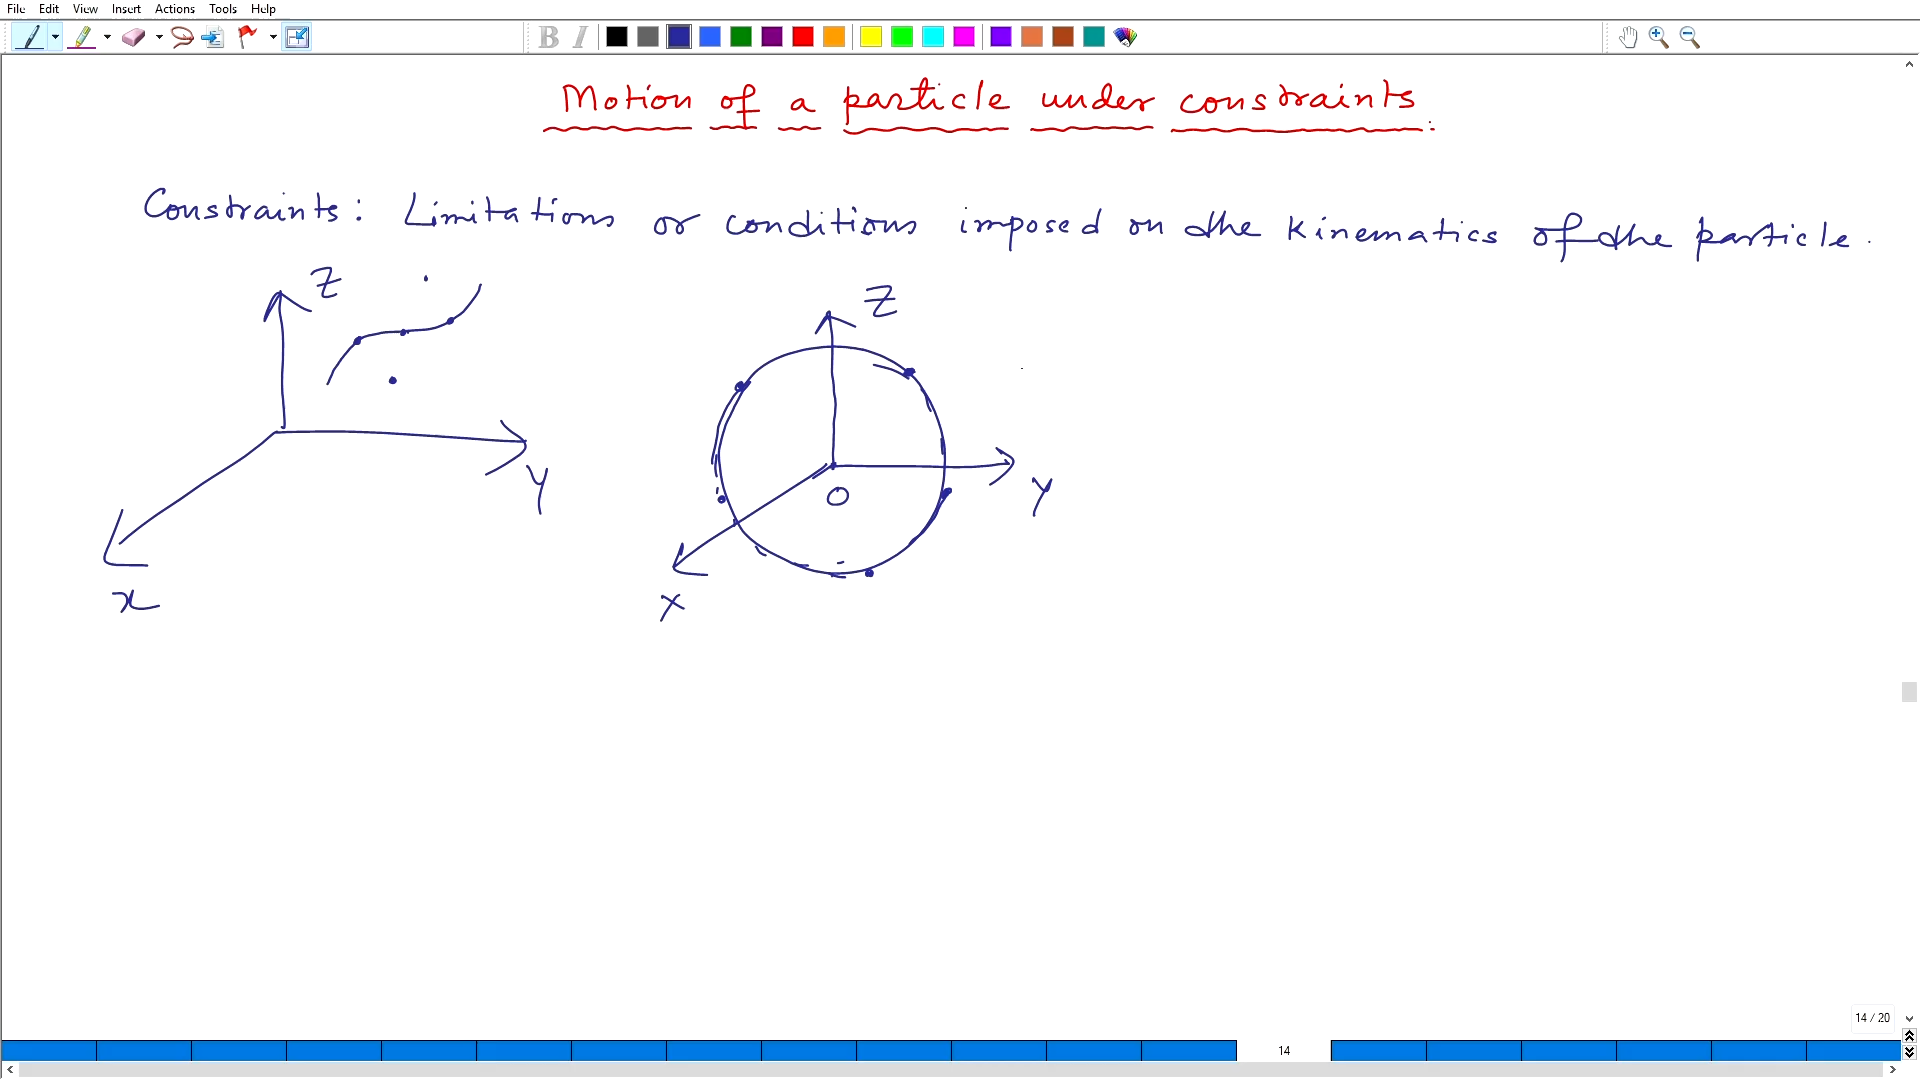 File Edit View Insert Actions Tools Help
B I
Motion of a particle under constraints.
Constraints: Limitations or conditions imposed on the kinematics of the particle.
Z
Y
x
Z
Y
O
X
14 / 20
14